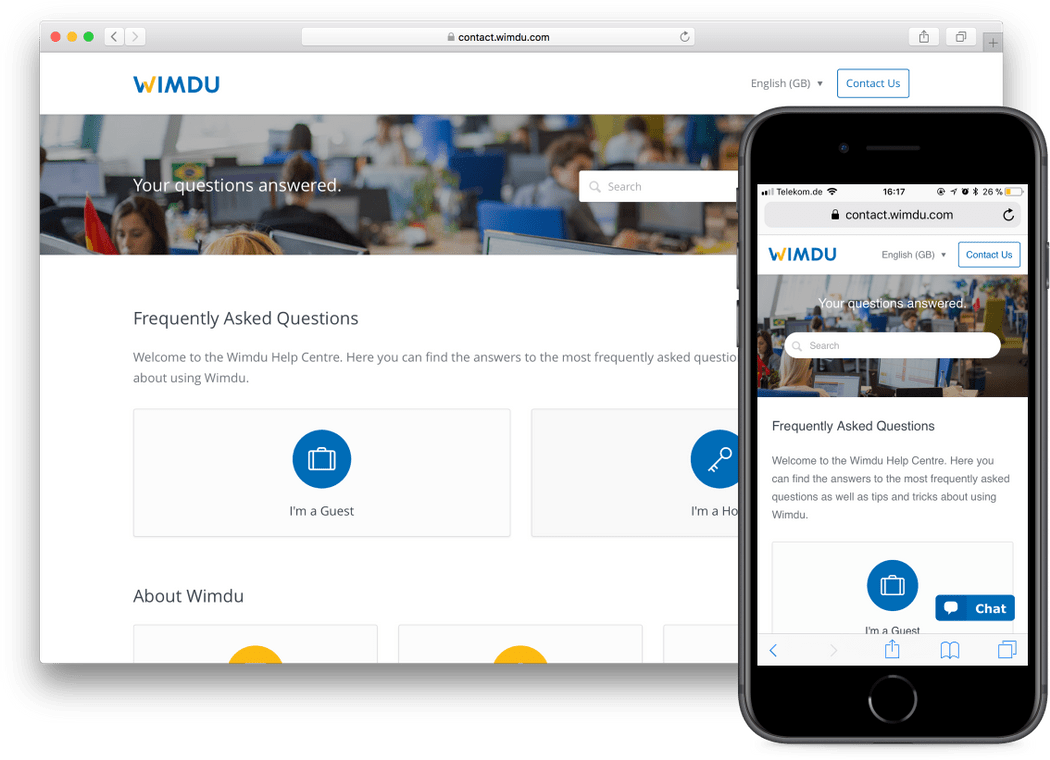 contact.wimdu.com
WIMDU
English (GB) ▼
Contact Us
Your questions answered.
Search
Frequently Asked Questions
Welcome to the Wimdu Help Centre. Here you can find the answers to the most frequently asked questio
about using Wimdu.
I'm a Guest
I'm a Ho
About Wimdu
Telekom.de
16:17
26 %
contact.wimdu.com
WIMDU
English (GB) ▼
Contact Us
Your questions answered.
Search
Frequently Asked Questions
Welcome to the Wimdu Help Centre. Here you
can find the answers to the most frequently asked
questions as well as tips and tricks about using
Wimdu.
I'm a Guest
Chat